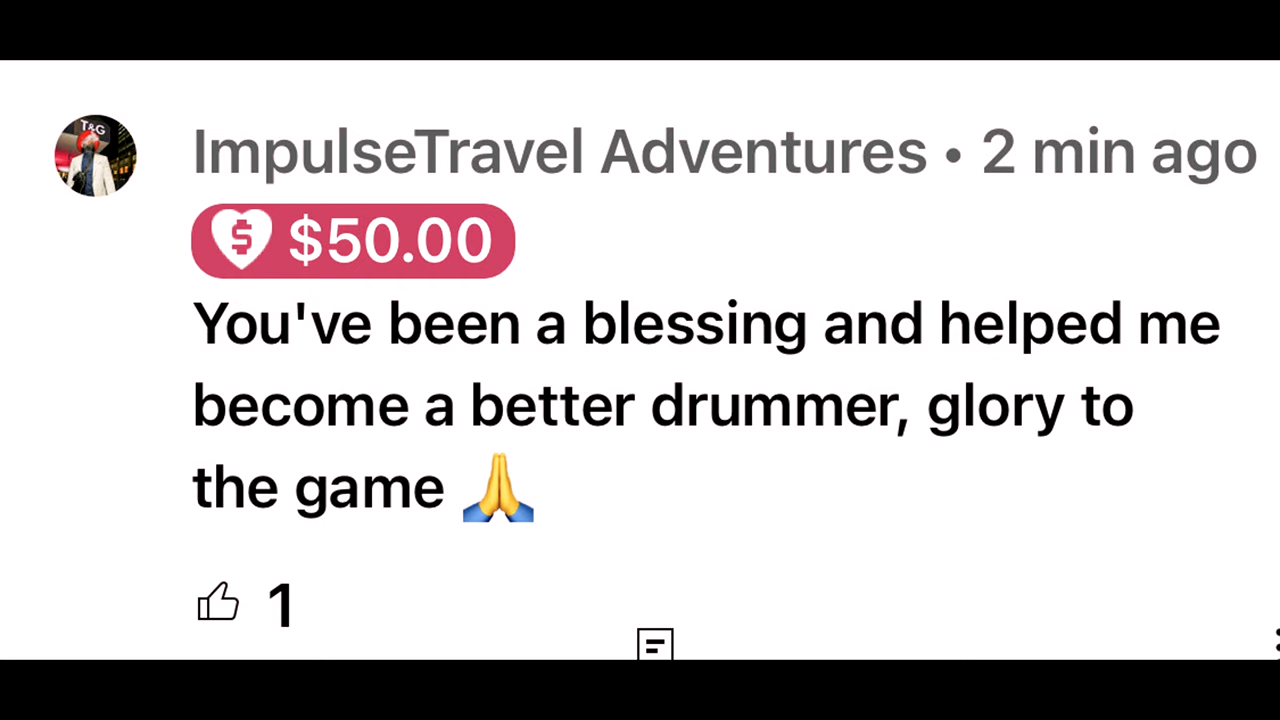 T&G
ImpulseTravel Adventures • 2 min ago
$50.00
You've been a blessing and helped me
become a better drummer, glory to
the game 🙏
1